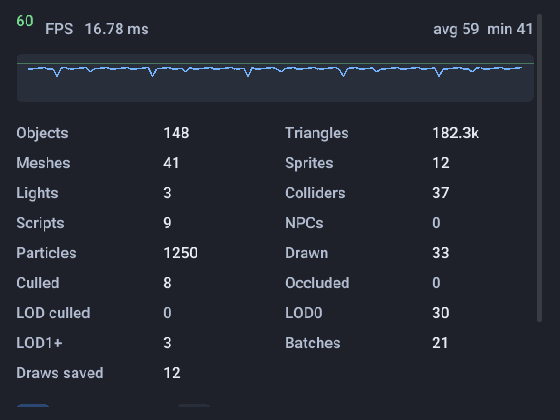 60 FPS 16.78 ms avg 59 min 41
Objects 148 Triangles 182.3k
Meshes 41 Sprites 12
Lights 3 Colliders 37
Scripts 9 NPCs 0
Particles 1250 Drawn 33
Culled 8 Occluded 0
LOD culled 0 LOD0 30
LOD1+ 3 Batches 21
Draws saved 12